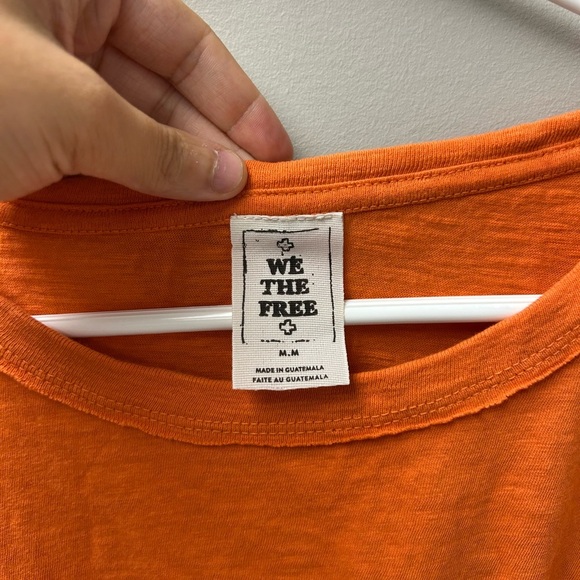 WE
THE
FREE
M.M
MADE IN GUATEMALA
FAITE AU GUATEMALA